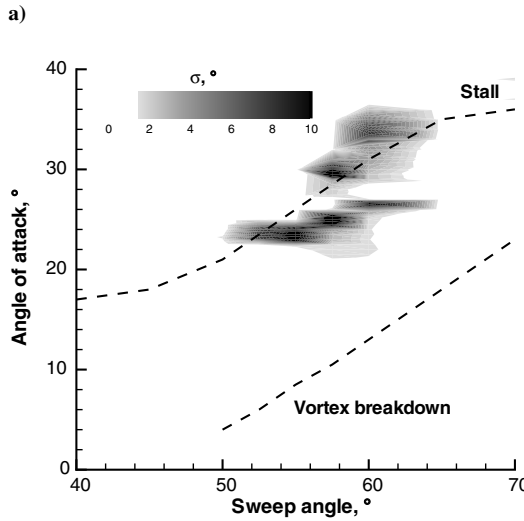 a)
σ, °
0 2 4 6 8 10
Stall
Vortex breakdown
Angle of attack, °
40
30
20
10
0
40 50 60 70
Sweep angle, °